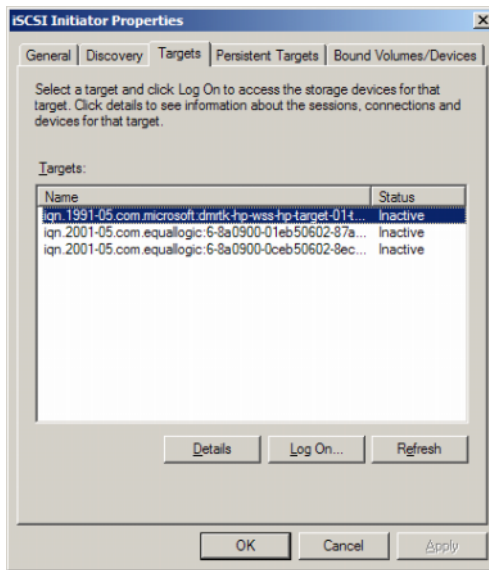 iSCSI Initiator Properties
General Discovery Targets Persistent Targets Bound Volumes/Devices
Select a target and click Log On to access the storage devices for that
target. Click details to see information about the sessions, connections and
devices for that target.
Targets:
Name Status
iqn.1991-05.com.microsoft:dmrtk-hp-wss-hp-target-01-t... Inactive
iqn.2001-05.com.equallogic:6-8a0900-01eb50602-87a... Inactive
iqn.2001-05.com.equallogic:6-8a0900-0ceb50602-8ec... Inactive
Details Log On... Refresh
OK Cancel Apply